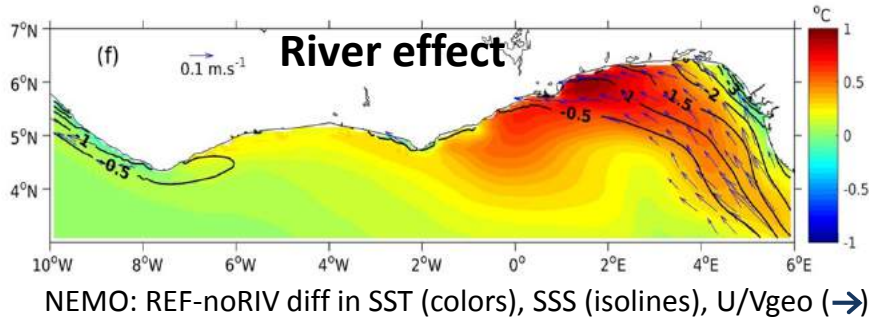 River effect
(f)
0.1 m.s⁻¹
°C
7°N
6°N
5°N
4°N
10°W 8°W 6°W 4°W 2°W 0° 2°E 4°E 6°E
1
0.5
0
-0.5
-1
-1
-0.5
-0.5
-1
-1.5
-2
-3
NEMO: REF-noRIV diff in SST (colors), SSS (isolines), U/Vgeo (→)